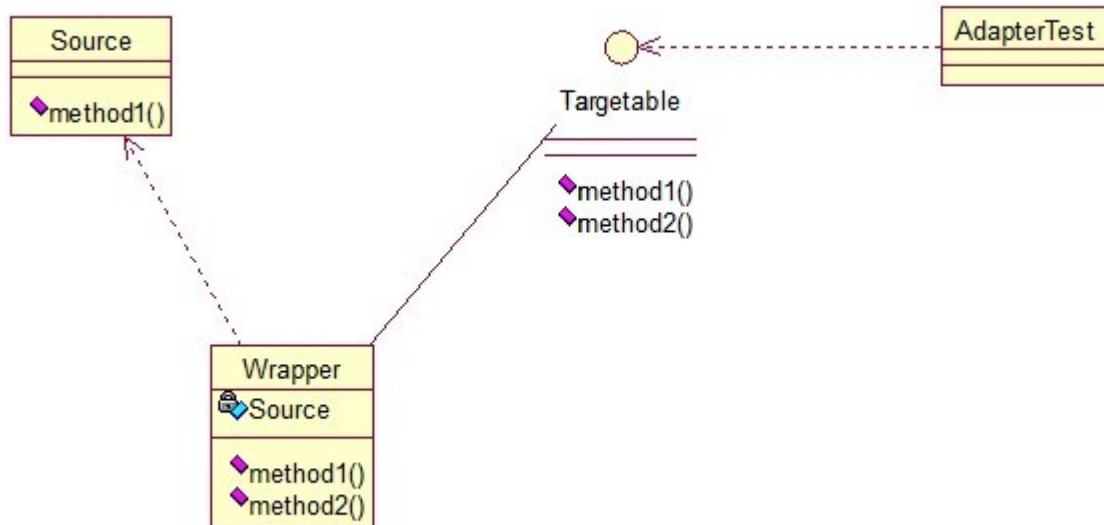 Source
method1()
Targetable
method1()
method2()
AdapterTest
Wrapper
Source
method1()
method2()